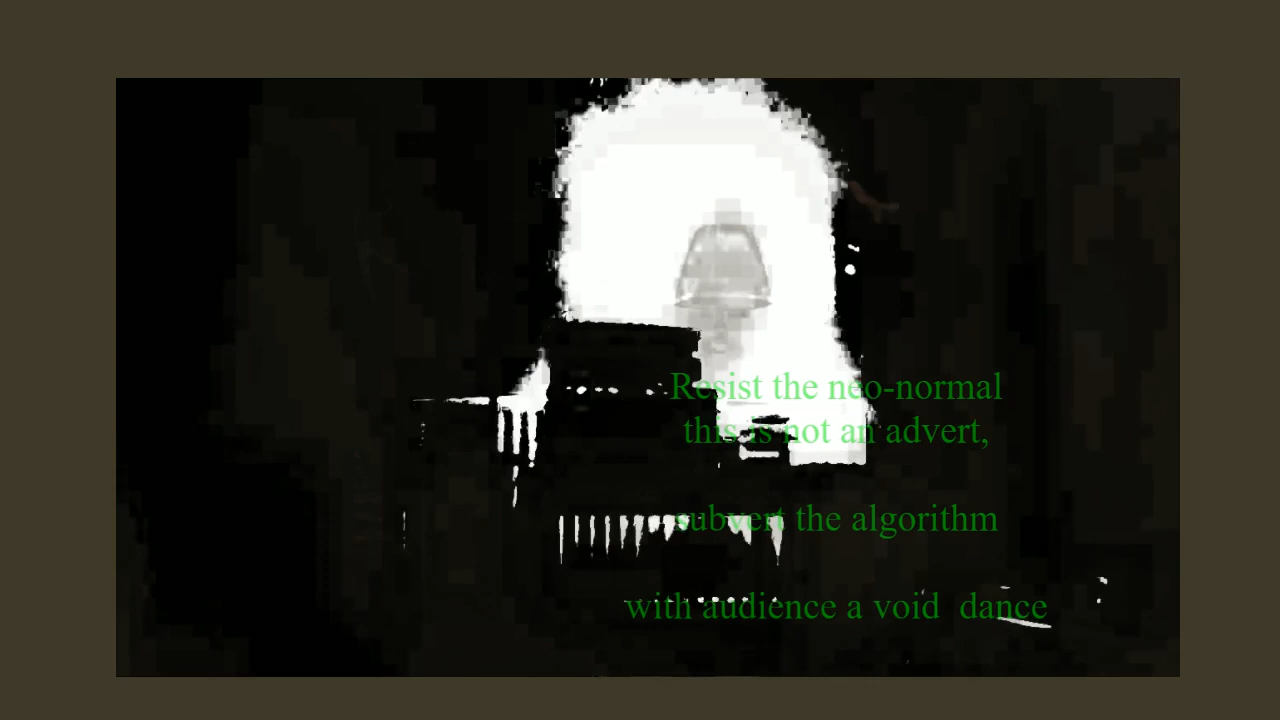 Resist the neo-normal
this is not an advert,
subvert the algorithm
with audience a void dance